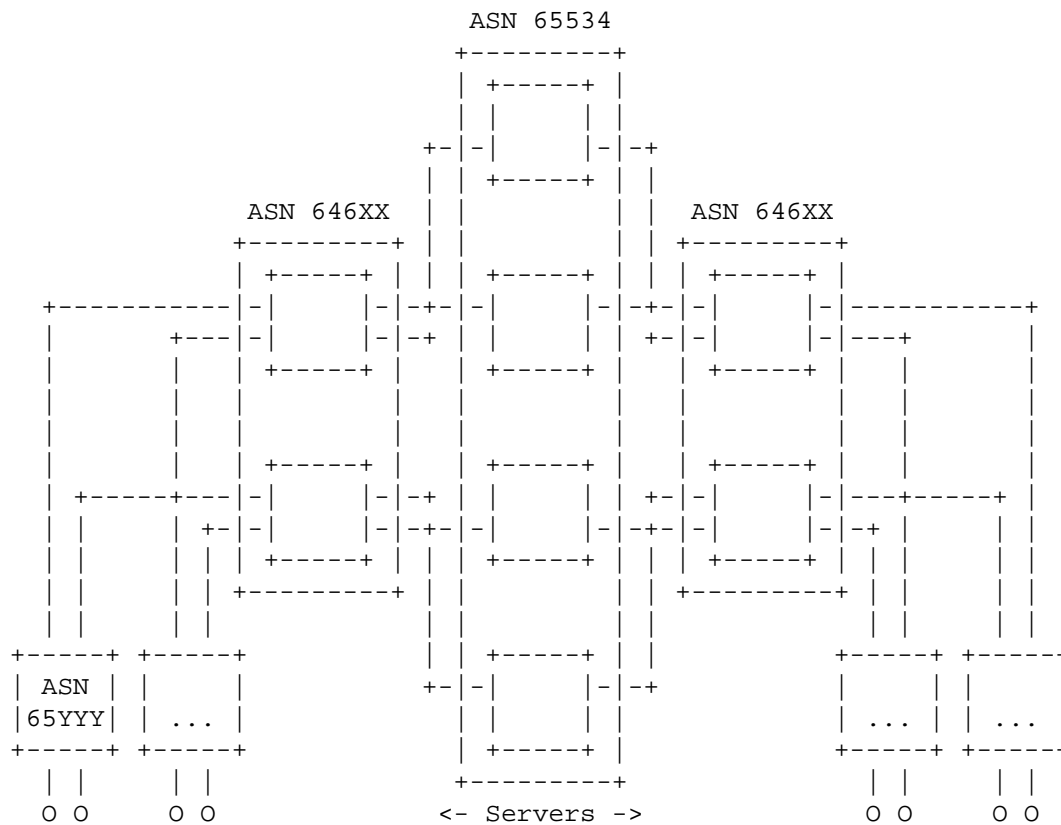 ASN 65534
ASN 646XX ASN 646XX
ASN
65YYY ... ... ...
O O O O <- Servers -> O O O O